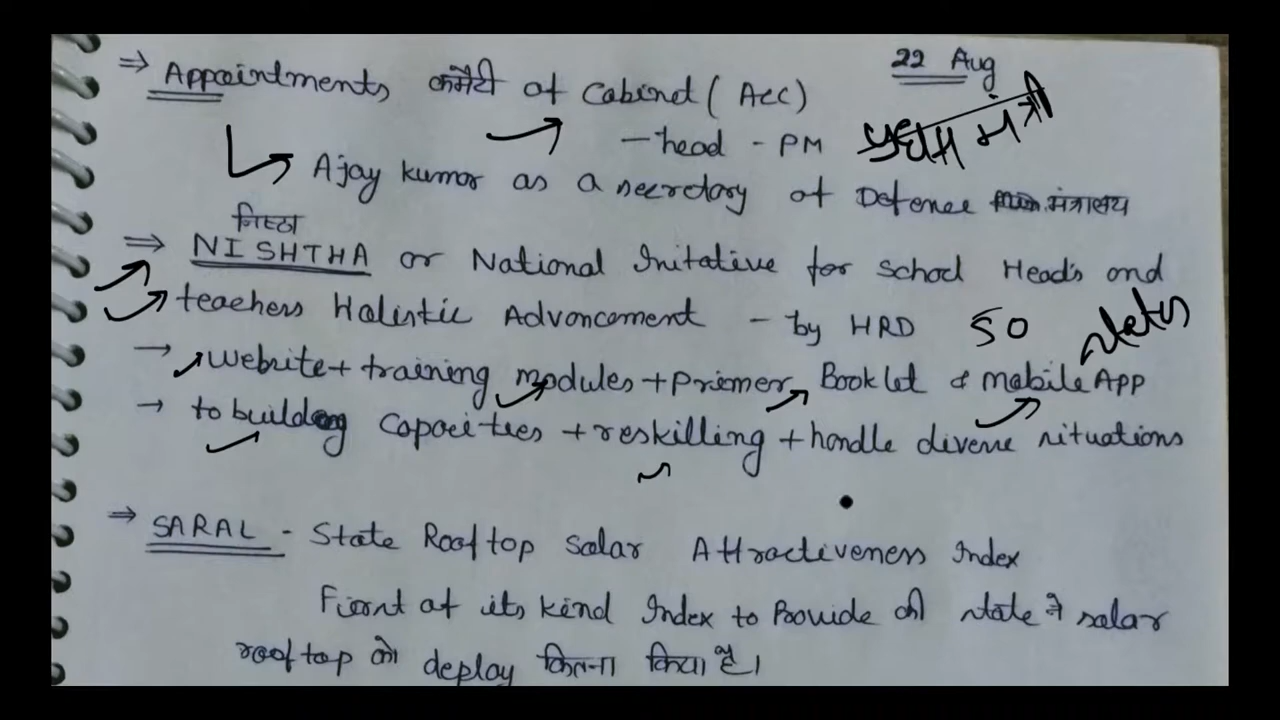 22 Aug
⇒ Appointments कमेटी of Cabinet (ACC)
— head - PM प्रधान मंत्री
Ajay kumar as a secretary of Defence मंत्रालय
निष्ठा
⇒ NISHTHA or National Initative for School Head's and
teachers Holistic Advancement - by HRD 50 states
→ website + training modules + primer Booklet & mobile App
→ to building capacities + reskilling + handle diverse situations
⇒ SARAL - State Rooftop Solar Attractiveness Index
First of its kind Index to Provide की state ने solar
rooftop को deploy कितना किया है।